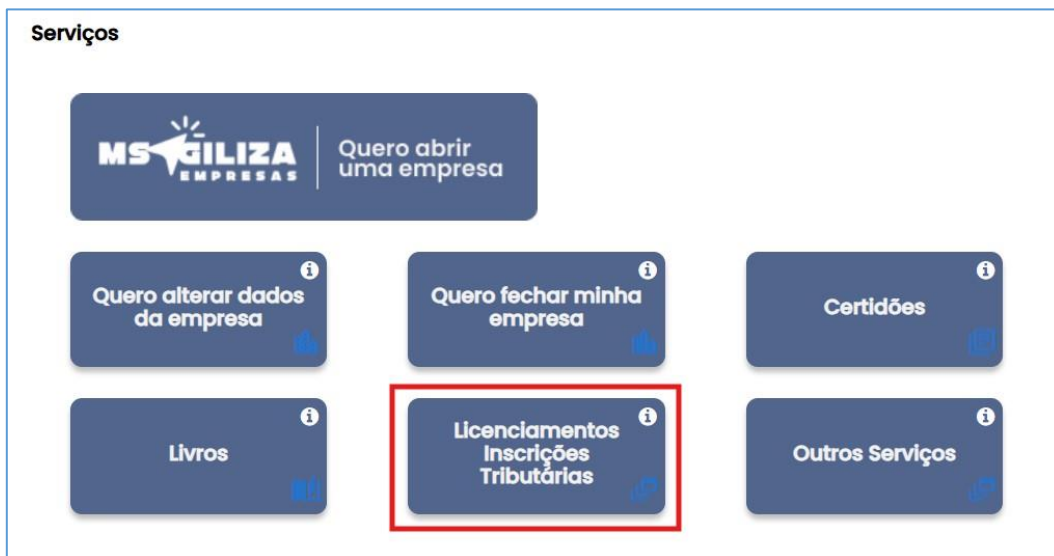 Serviços
MS AGILIZA
EMPRESAS
Quero abrir
uma empresa
Quero alterar dados
da empresa
Quero fechar minha
empresa
Certidões
Livros
Licenciamentos
Inscrições
Tributárias
Outros Serviços